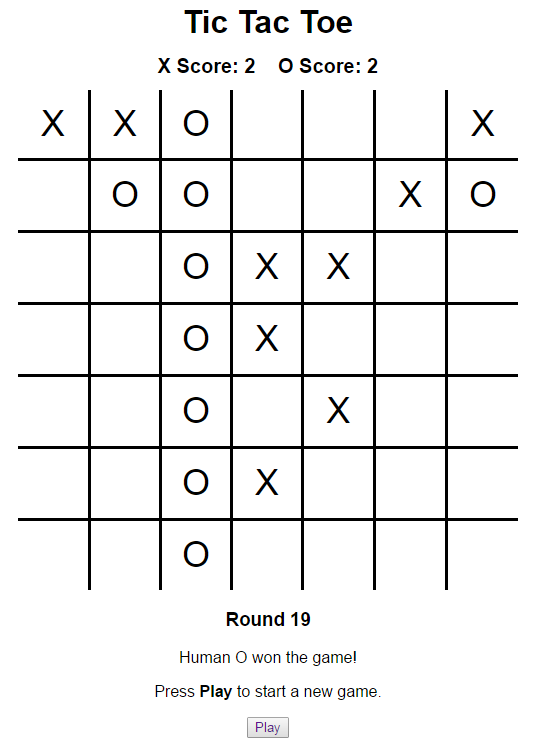 Tic Tac Toe
X Score: 2 O Score: 2
X X O X
O O X O
O X X
O X
O X
O X
O
Round 19
Human O won the game!
Press Play to start a new game.
Play